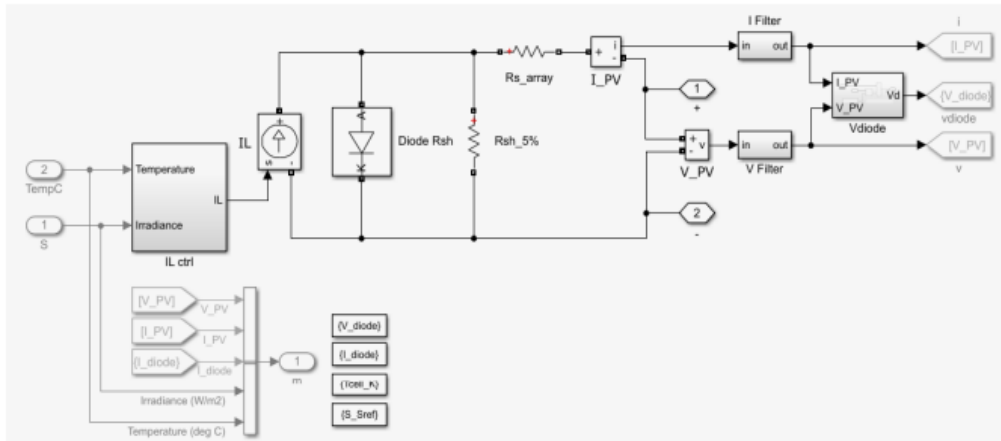 I Filter
i
in
out
[I_PV]
+
-
i
I_PV
Rs_array
I_PV
V_PV
Vd
Vdiode
{V_diode}
vdiode
1
+
IL
+
s
-
A
K
Diode Rsh
Rsh_5%
+
-
v
V_PV
in
out
V Filter
[V_PV]
v
2
TempC
Temperature
IL
1
S
Irradiance
IL ctrl
2
-
[V_PV]
V_PV
[I_PV]
I_PV
{I_diode}
I_diode
1
m
Irradiance (W/m2)
Temperature (deg C)
{V_diode}
{I_diode}
{Tcell_K}
{S_Sref}